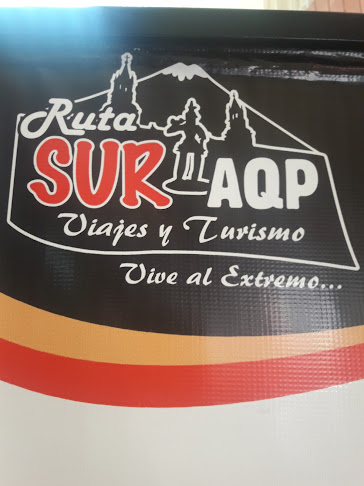 Ruta
SUR AQP
Viajes y Turismo
Vive al Extremo...